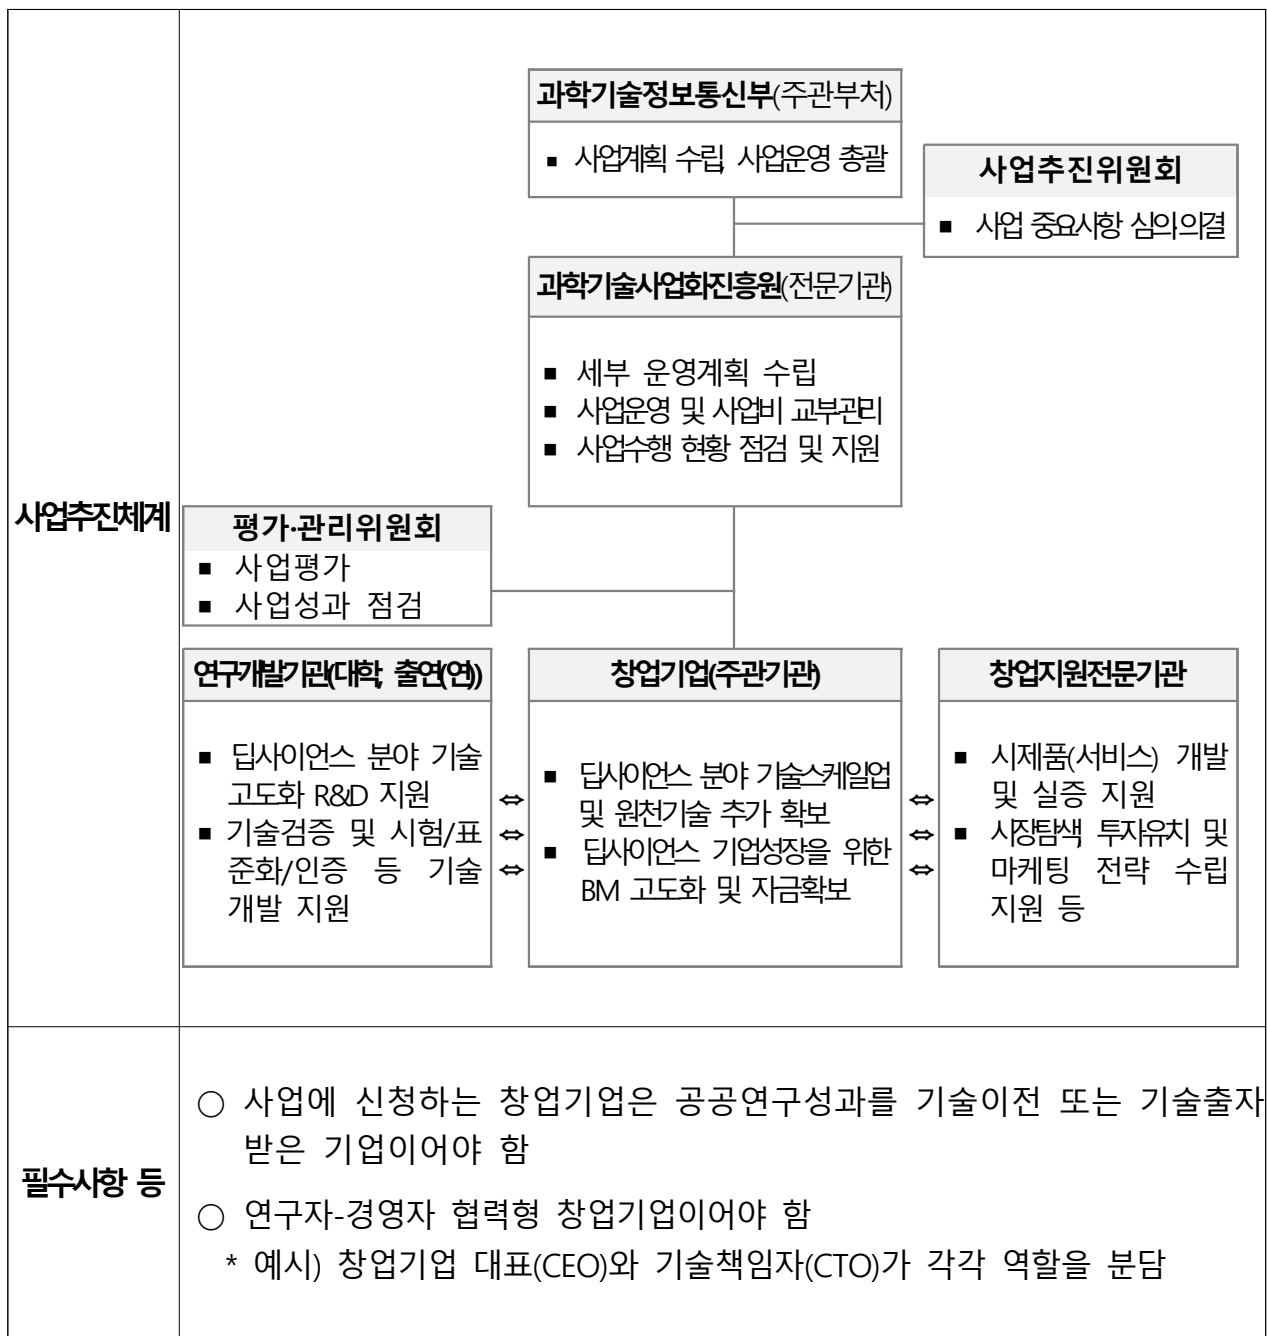 사업추진체계
과학기술정보통신부(주관부처)
▪ 사업계획 수립, 사업운영 총괄
사업추진위원회
▪ 사업 중요사항 심의·의결
과학기술사업화진흥원(전문기관)
▪ 세부 운영계획 수립
▪ 사업운영 및 사업비 교부·관리
▪ 사업수행 현황 점검 및 지원
평가·관리위원회
▪ 사업평가
▪ 사업성과 점검
연구개발기관(대학, 출연(연))
▪ 딥사이언스 분야 기술
고도화 R&D 지원
▪ 기술검증 및 시험/표
준화/인증 등 기술
개발 지원
⇔
⇔
⇔
창업기업(주관기관)
▪ 딥사이언스 분야 기술스케일업
및 원천기술 추가 확보
▪ 딥사이언스 기업성장을 위한
BM 고도화 및 자금확보
⇔
⇔
⇔
창업지원전문기관
▪ 시제품(서비스) 개발
및 실증 지원
▪ 시장탐색, 투자유치 및
마케팅 전략 수립
지원 등
필수사항 등
○ 사업에 신청하는 창업기업은 공공연구성과를 기술이전 또는 기술출자
받은 기업이어야 함
○ 연구자-경영자 협력형 창업기업이어야 함
* 예시) 창업기업 대표(CEO)와 기술책임자(CTO)가 각각 역할을 분담